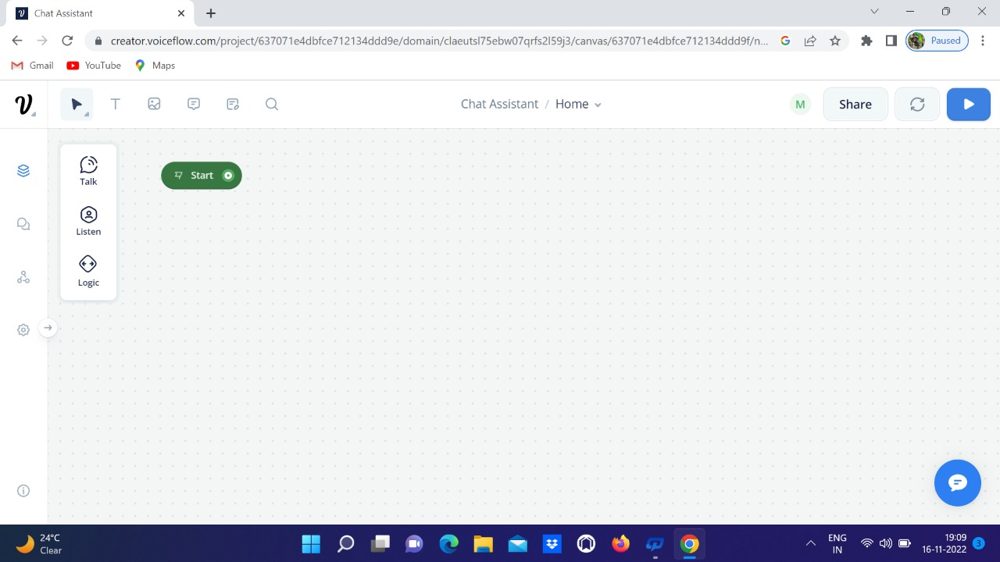 Chat Assistant
creator.voiceflow.com/project/637071e4dbfce712134ddd9e/domain/claeutsl75ebw07qrfs2l59j3/canvas/637071e4dbfce712134ddd9f/n...
Paused
Gmail
YouTube
Maps
Chat Assistant / Home
M
Share
Talk
Start
Listen
Logic
24°C
Clear
ENG
IN
19:09
16-11-2022
3